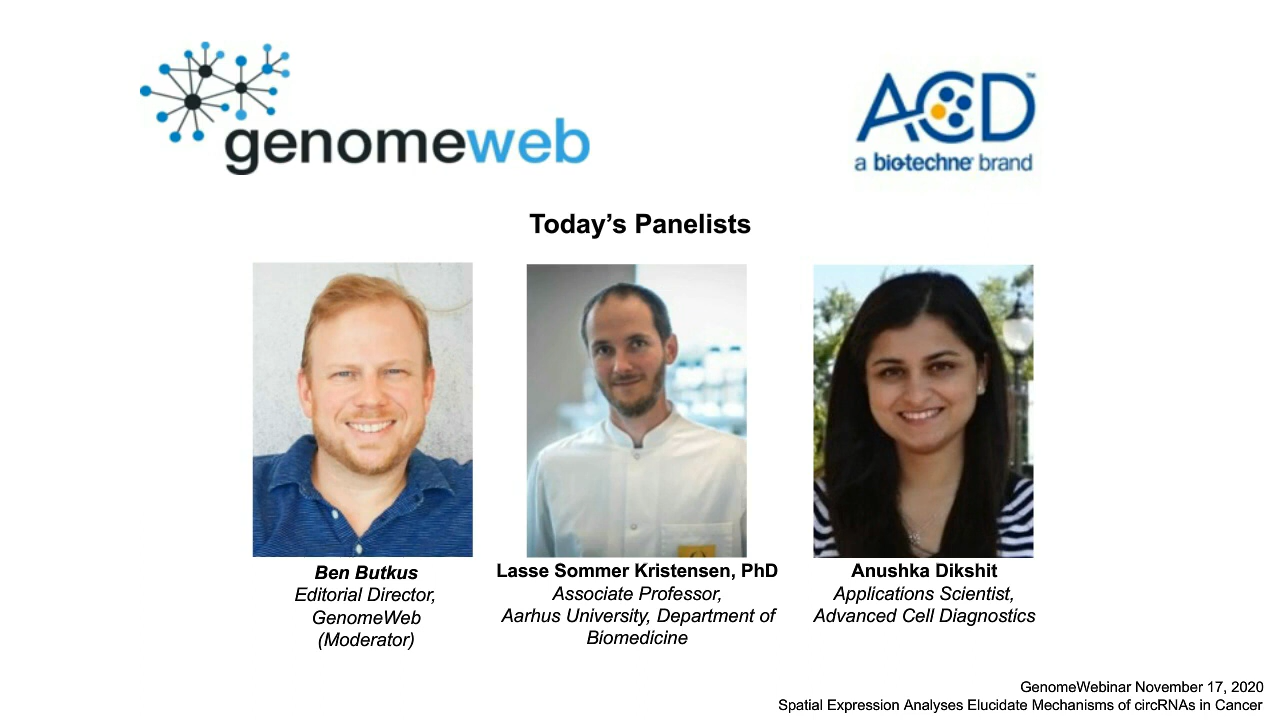 genomeweb
ACD™
a bio-techne® brand
Today’s Panelists
Ben Butkus
Editorial Director,
GenomeWeb
(Moderator)
Lasse Sommer Kristensen, PhD
Associate Professor,
Aarhus University, Department of
Biomedicine
Anushka Dikshit
Applications Scientist,
Advanced Cell Diagnostics
GenomeWebinar November 17, 2020
Spatial Expression Analyses Elucidate Mechanisms of circRNAs in Cancer